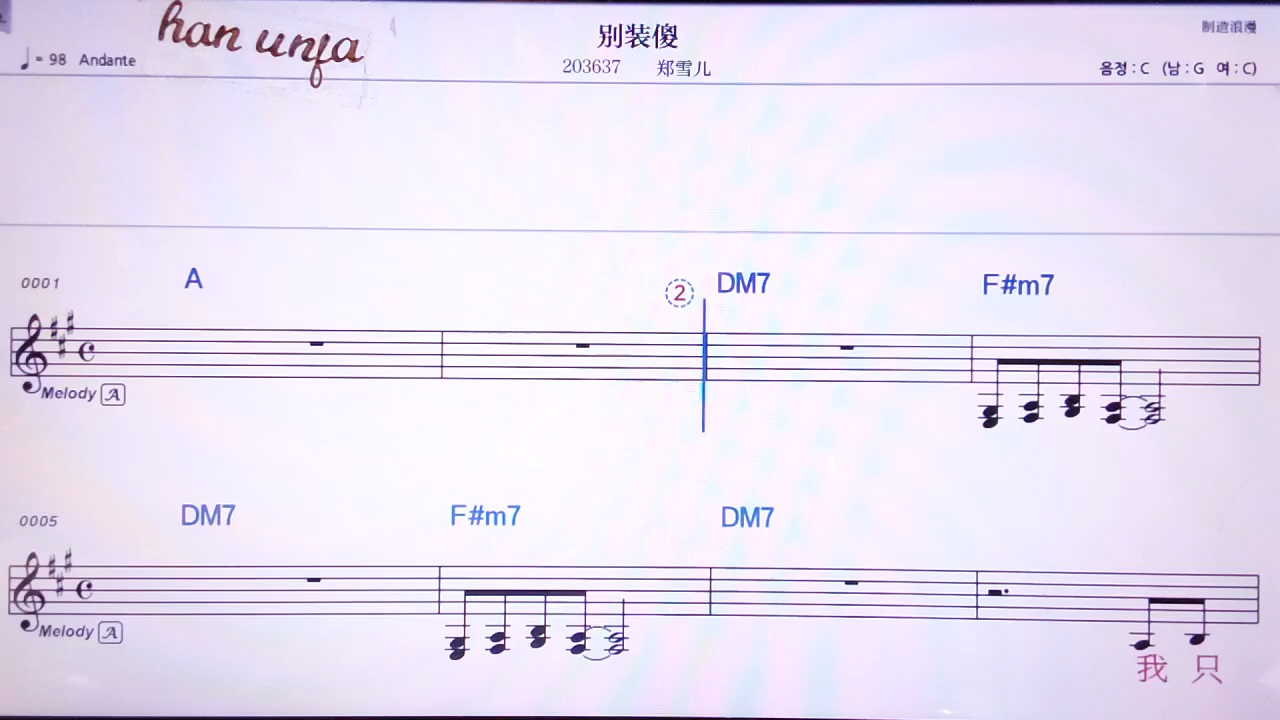 han unfa
别装傻
制造浪漫
♩= 98 Andante
203637 郑雪儿
음정 : C (남 : G 여 : C)
0001 A ② DM7 F#m7
Melody A
0005 DM7 F#m7 DM7
Melody A
我 只